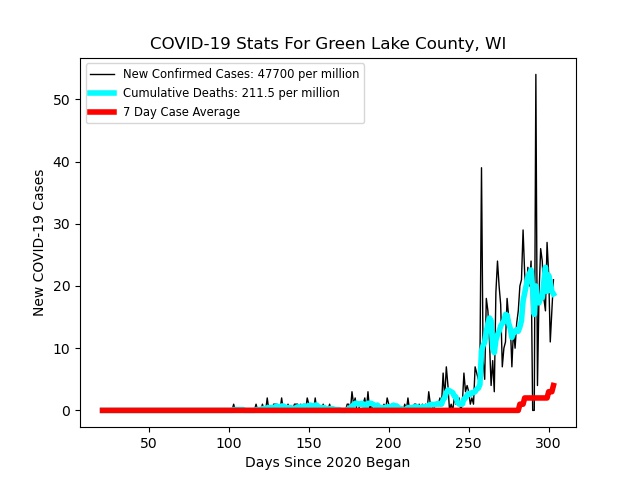 COVID-19 Stats For Green Lake County, WI
New Confirmed Cases: 47700 per million
Cumulative Deaths: 211.5 per million
7 Day Case Average
New COVID-19 Cases
50
40
30
20
10
0
50 100 150 200 250 300
Days Since 2020 Began